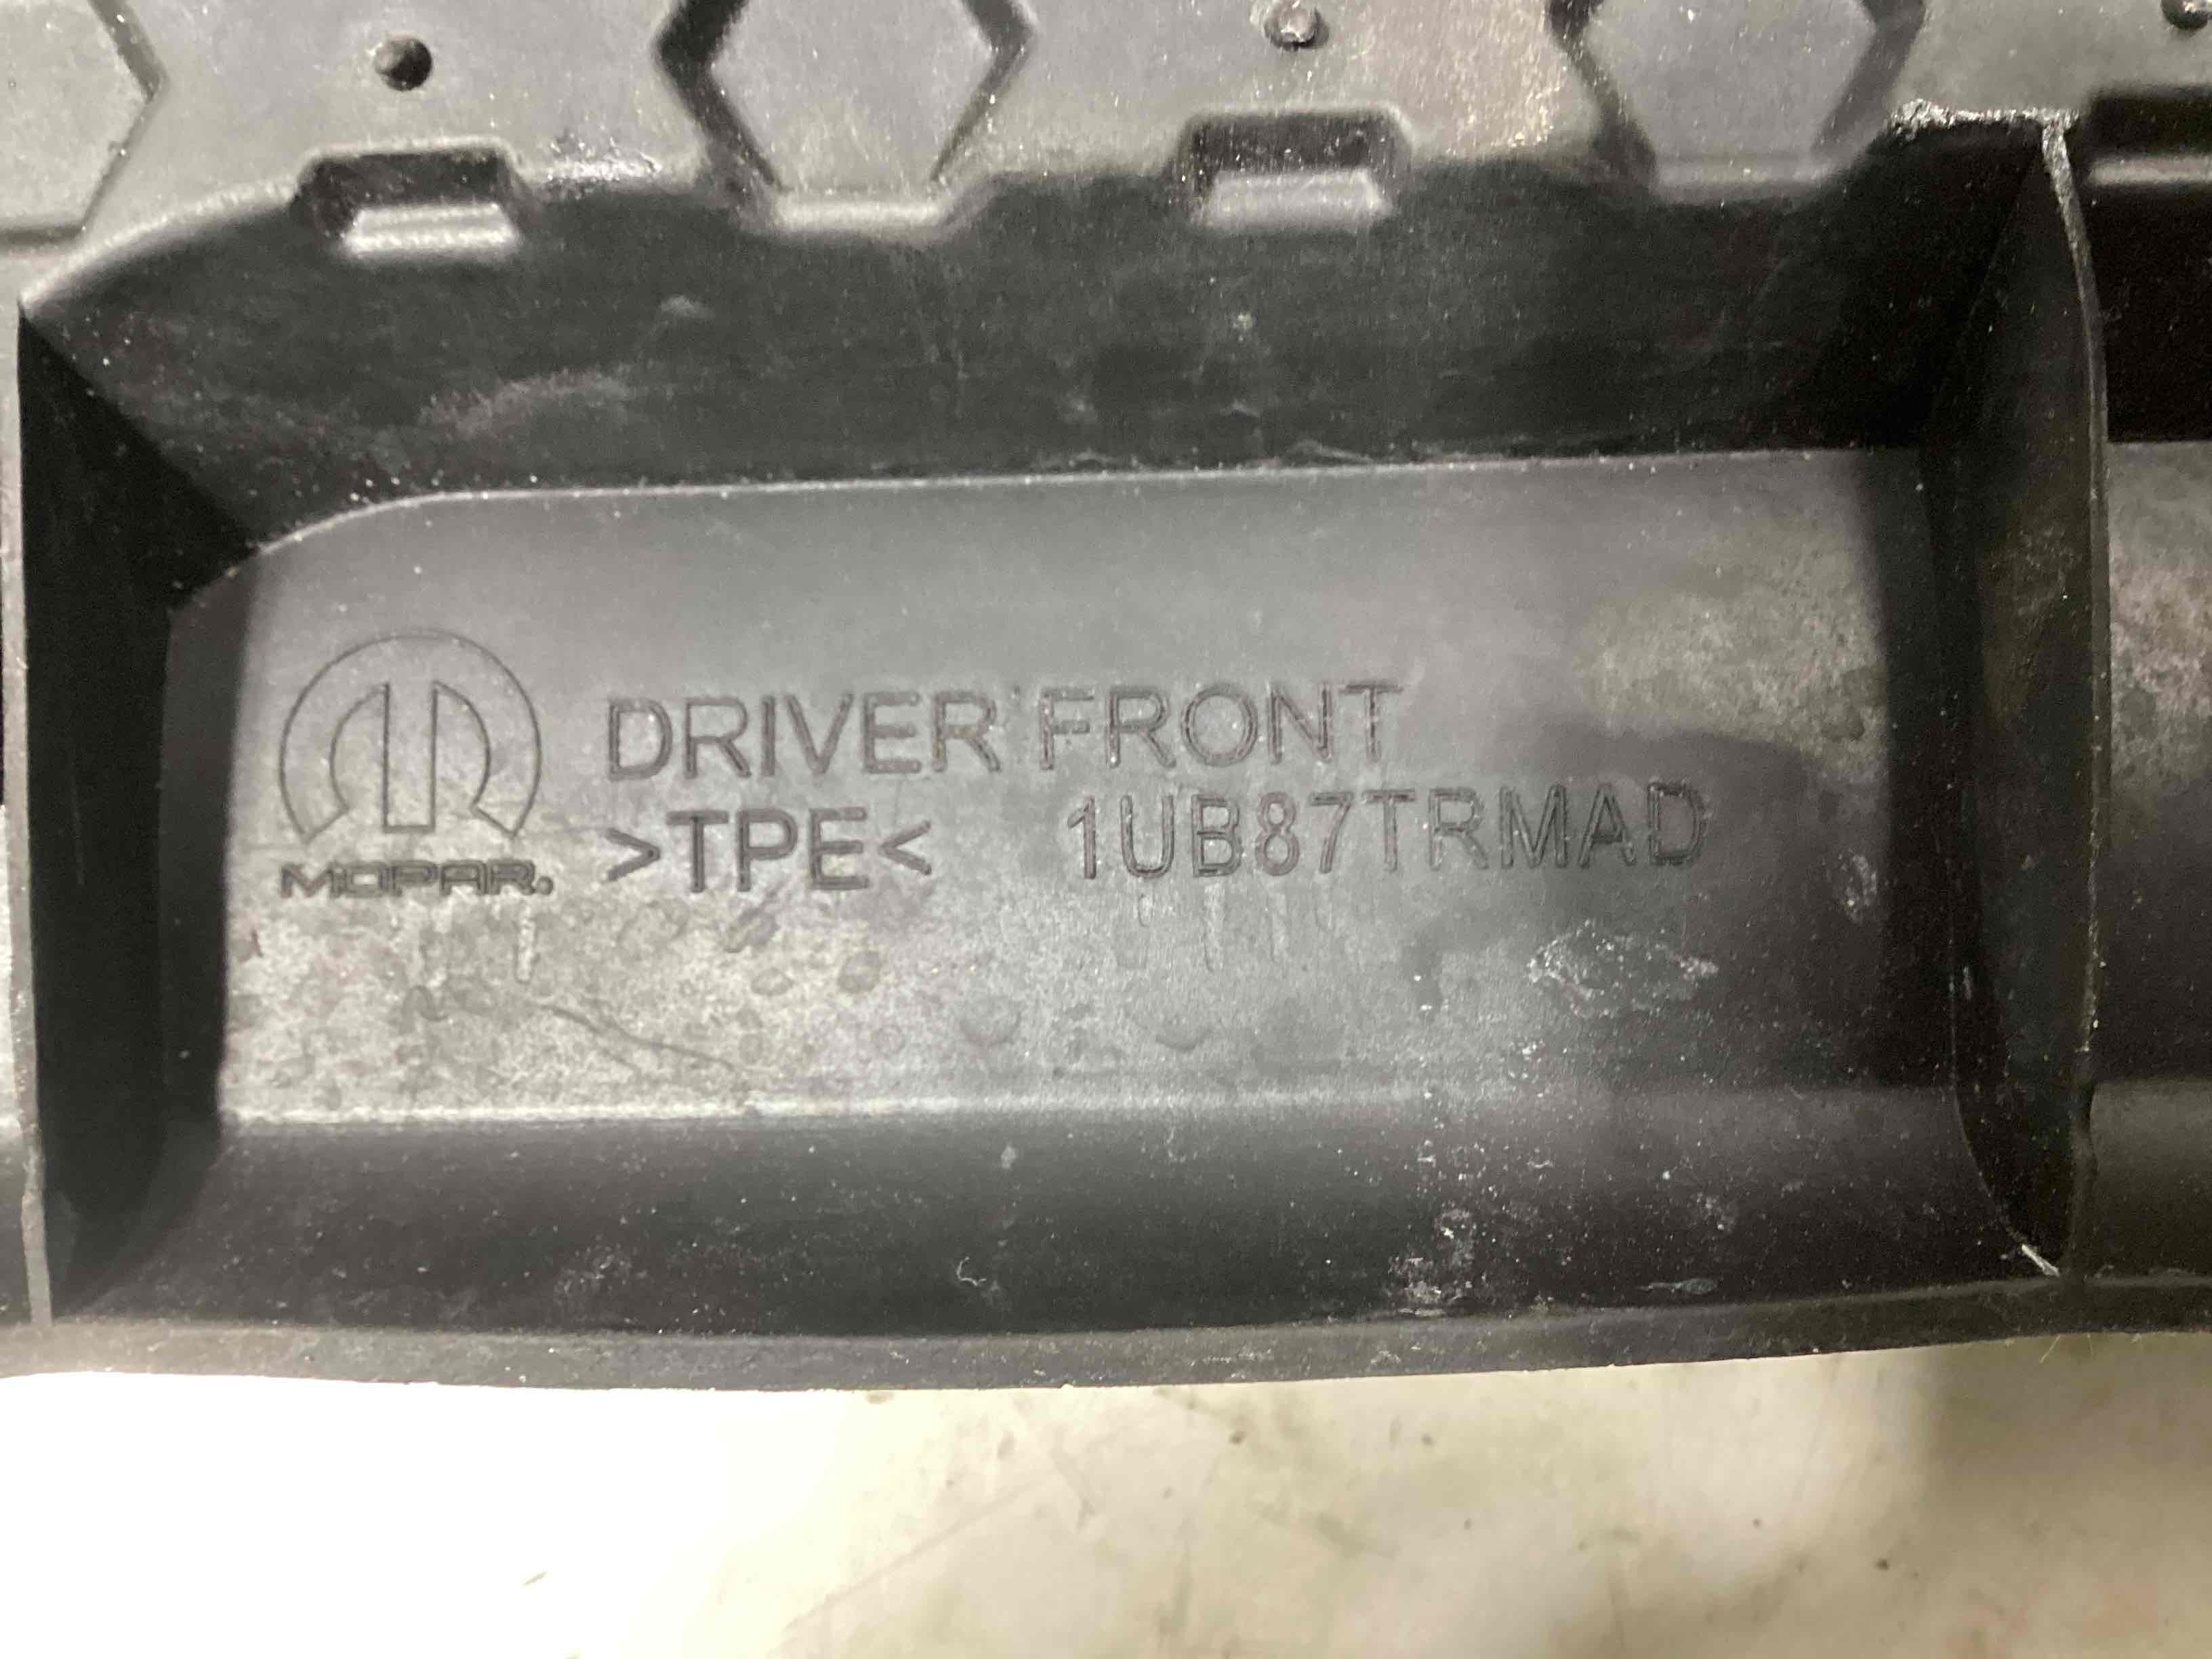 DRIVER FRONT
MOPAR. >TPE< 1UB87TRMAD